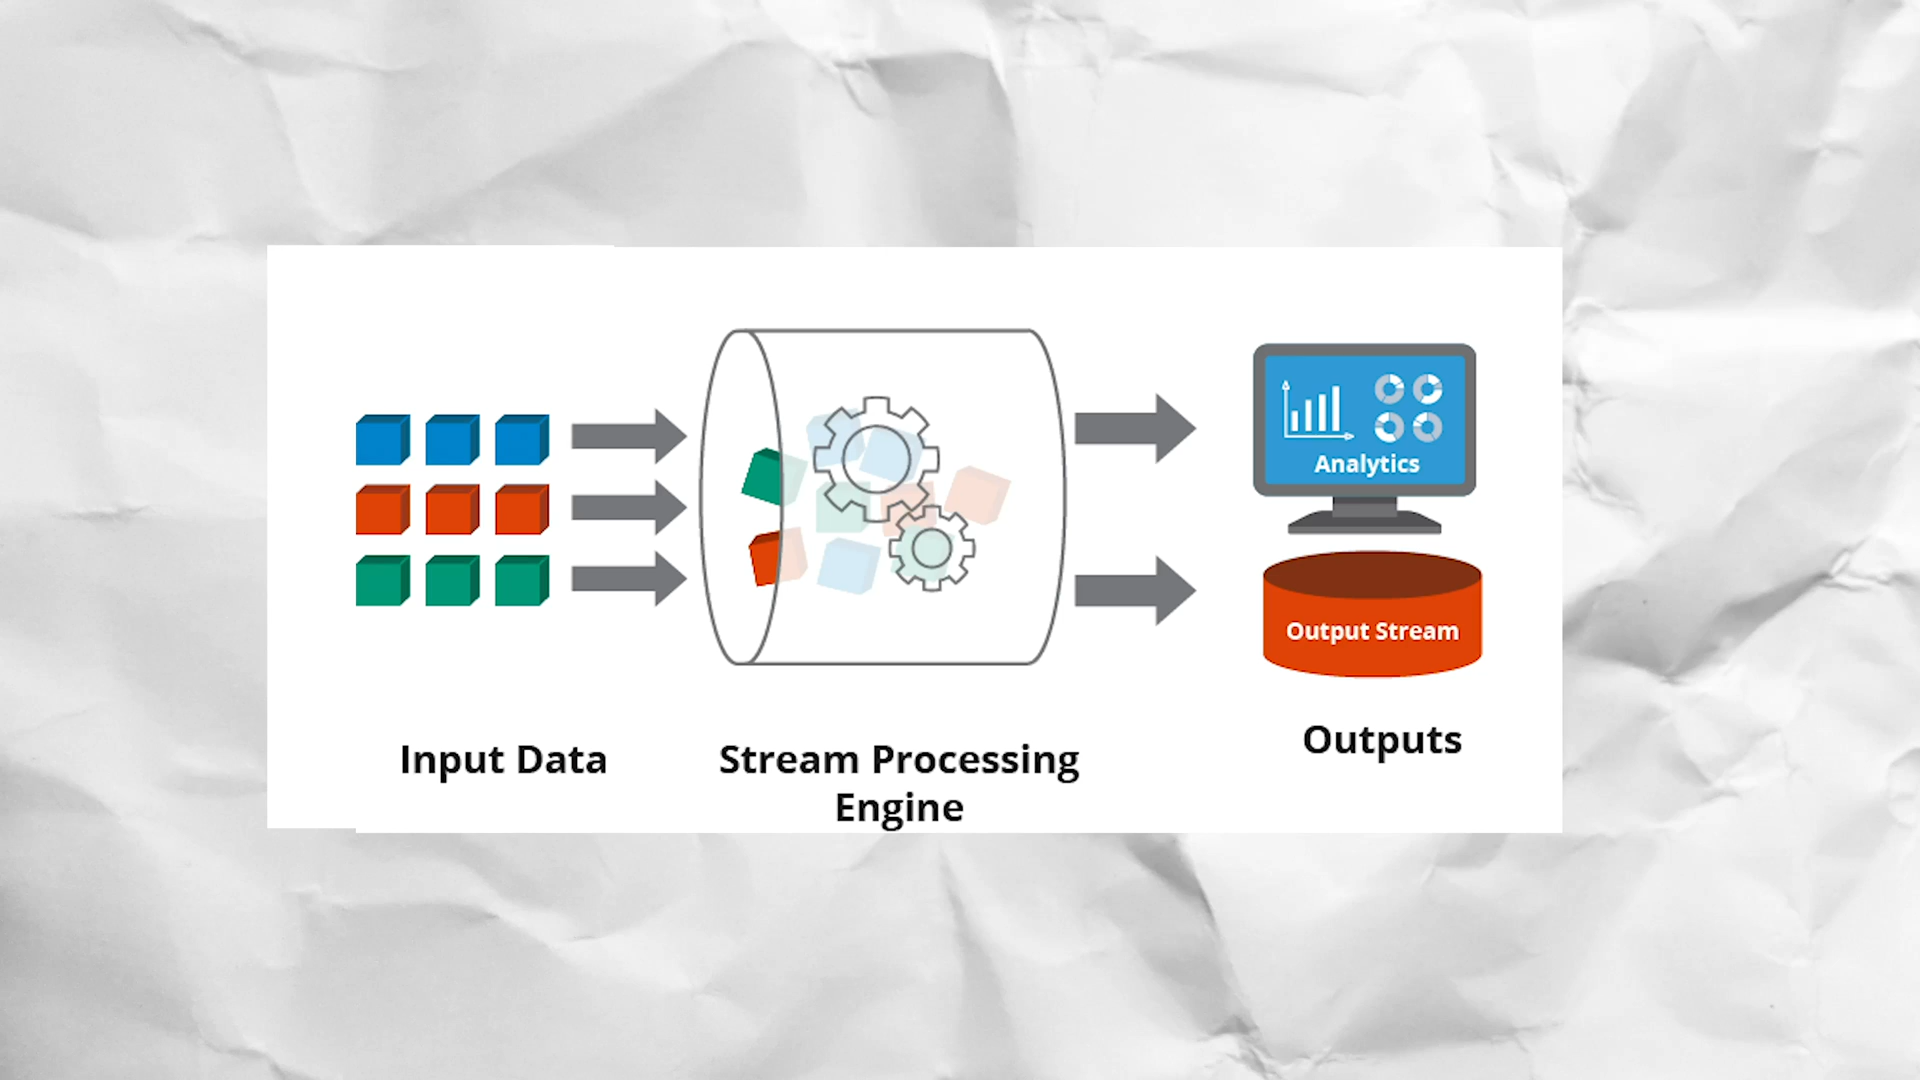 Analytics
Output Stream
Input Data
Stream Processing
Engine
Outputs